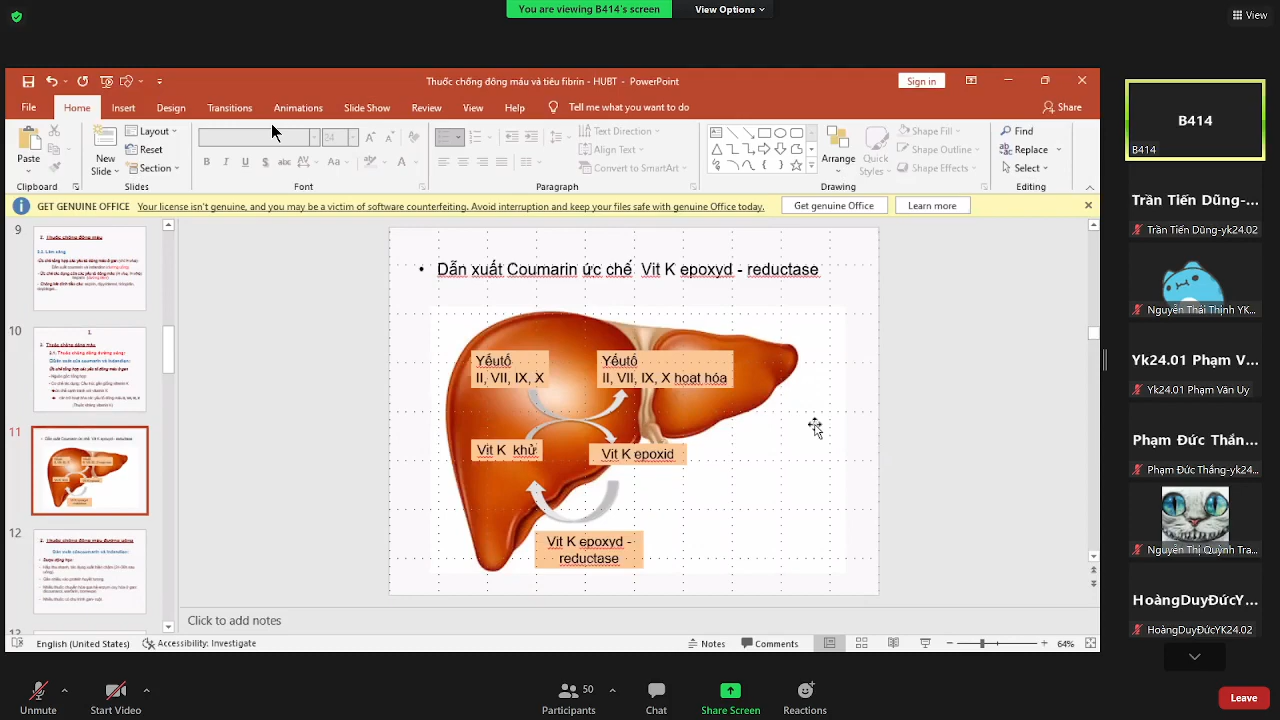 You are viewing B414's screen
View Options
View
Thuốc chống đông máu và tiêu fibrin - HUBT - PowerPoint
Sign in
File
Home
Insert
Design
Transitions
Animations
Slide Show
Review
View
Help
Tell me what you want to do
Share
Paste
New
Slide
Layout
Reset
Section
24
Text Direction
Align Text
Convert to SmartArt
Arrange
Quick
Styles
Shape Fill
Shape Outline
Shape Effects
Find
Replace
Select
Clipboard
Slides
Font
Paragraph
Drawing
Editing
GET GENUINE OFFICE
Your license isn't genuine, and you may be a victim of software counterfeiting. Avoid interruption and keep your files safe with genuine Office today.
Get genuine Office
Learn more
9
10
11
12
13
• Dẫn xuất Coumarin ức chế Vit K epoxyd - reductase
Yếu tố
II, VII, IX, X
Yếu tố
II, VII, IX, X hoạt hóa
Vit K khử
Vit K epoxid
Vit K epoxyd -
reductase
Click to add notes
English (United States)
Accessibility: Investigate
Notes
Comments
64%
B414
B414
Trần Tiến Dũng-...
Trần Tiến Dũng-yk24.02
Nguyễn Thái Thịnh YK...
Yk24.01 Phạm V...
Yk24.01 Phạm Văn Uy
Phạm Đức Thắn...
Phạm Đức Thắng-yk24...
Nguyễn Thị Quỳnh Tra...
HoàngDuyĐứcY...
HoàngDuyĐứcYK24.02
Unmute
Start Video
50
Participants
Chat
Share Screen
Reactions
Leave